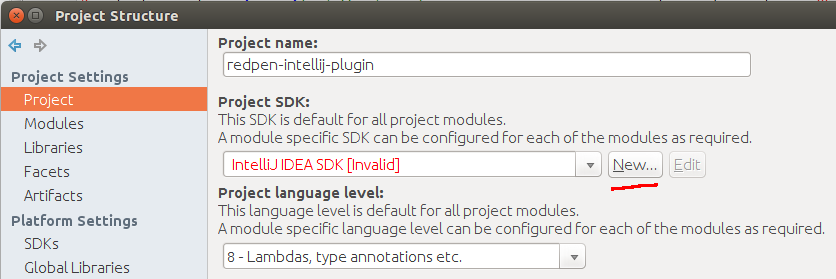 Project Structure
Project Settings
Project
Modules
Libraries
Facets
Artifacts
Platform Settings
SDKs
Global Libraries
Project name:
redpen-intellij-plugin
Project SDK:
This SDK is default for all project modules.
A module specific SDK can be configured for each of the modules as required.
IntelliJ IDEA SDK [Invalid]
New...
Edit
Project language level:
This language level is default for all project modules.
A module specific language level can be configured for each of the modules as required.
8 - Lambdas, type annotations etc.